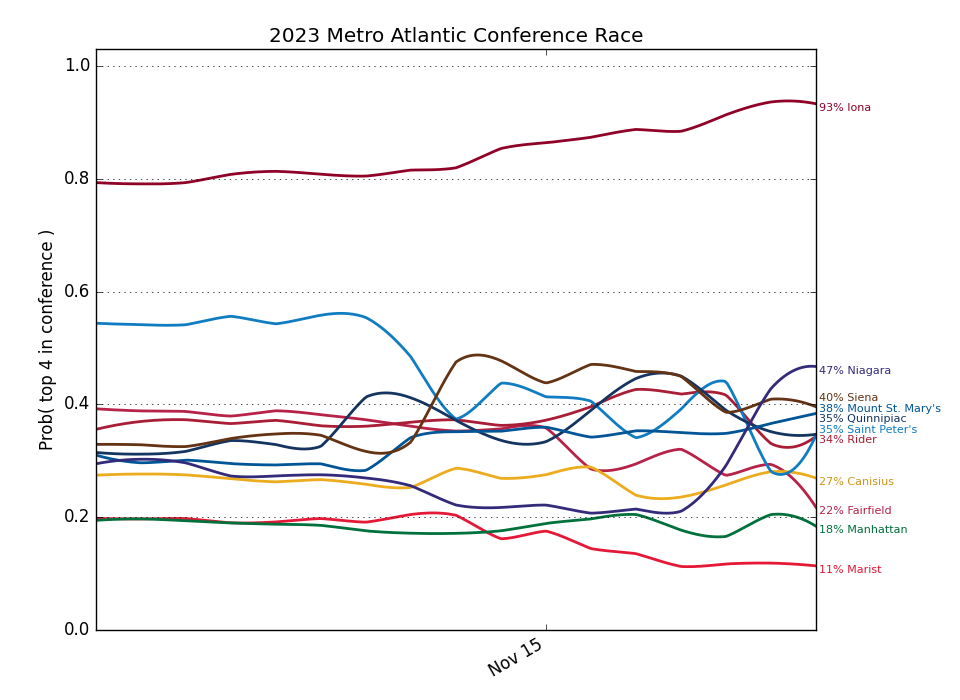 2023 Metro Atlantic Conference Race
Prob( top 4 in conference )
1.0
0.8
0.6
0.4
0.2
0.0
Nov 15
93% Iona
47% Niagara
40% Siena
38% Mount St. Mary's
35% Quinnipiac
35% Saint Peter's
34% Rider
27% Canisius
22% Fairfield
18% Manhattan
11% Marist